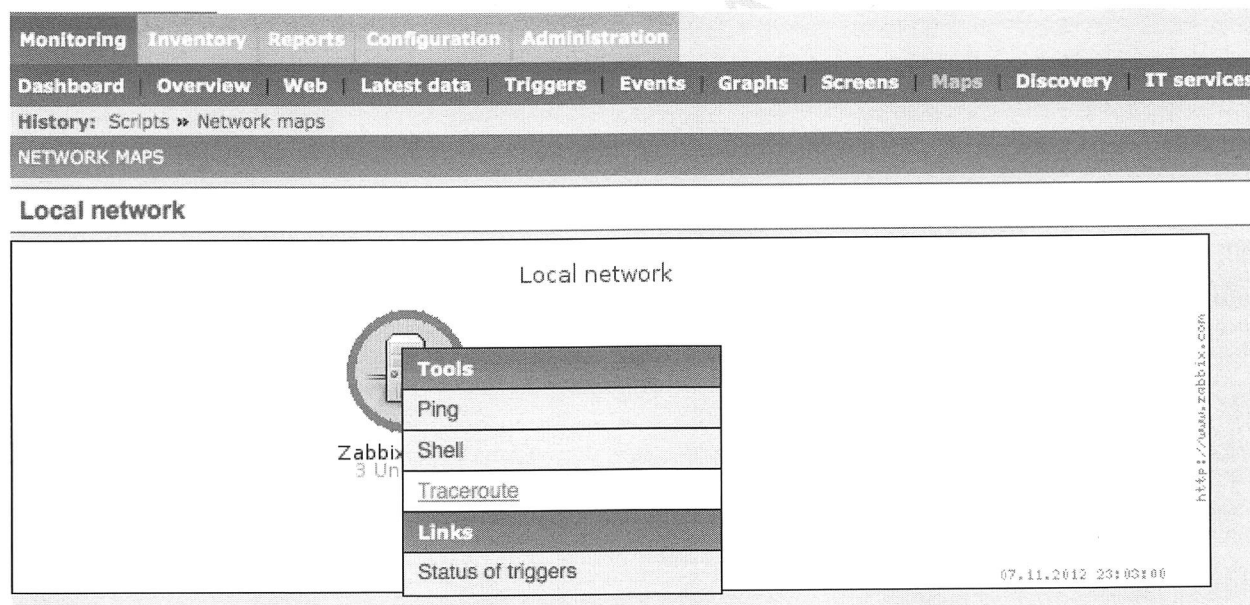 Monitoring Inventory Reports Configuration Administration
Dashboard | Overview | Web | Latest data | Triggers | Events | Graphs | Screens | Maps | Discovery | IT services
History: Scripts » Network maps
NETWORK MAPS
Local network
Local network
Tools
Ping
Zabbix
Shell
3 Un
Traceroute
Links
Status of triggers
http://www.zabbix.com
07.11.2012 23:03:00